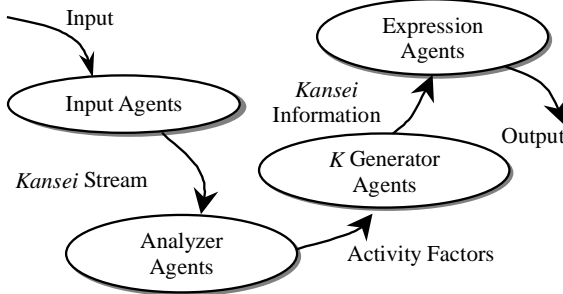 Input
Input Agents
Kansei Stream
Analyzer
Agents
Activity Factors
K Generator
Agents
Kansei
Information
Expression
Agents
Output